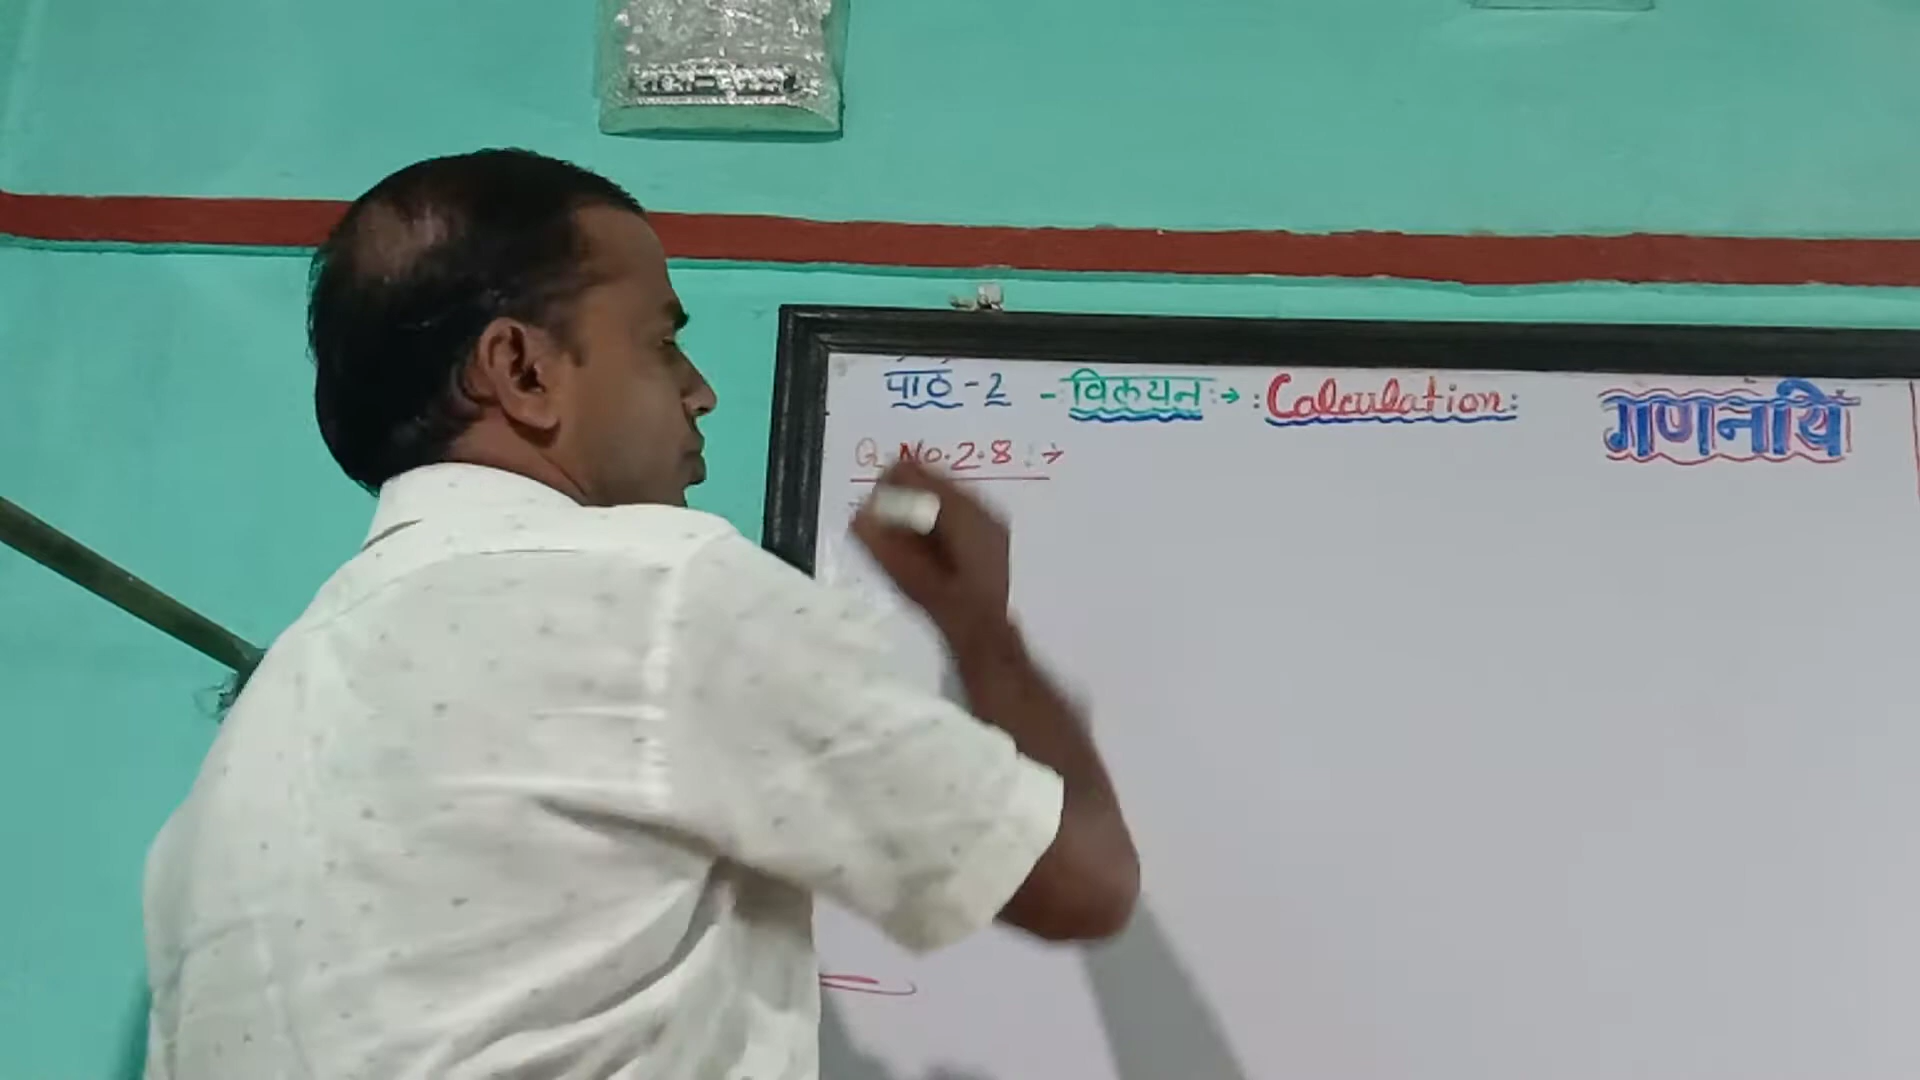 पाठ-2 - विलयन :→ : Calculation: गणनायें
Q No.2.8 :→